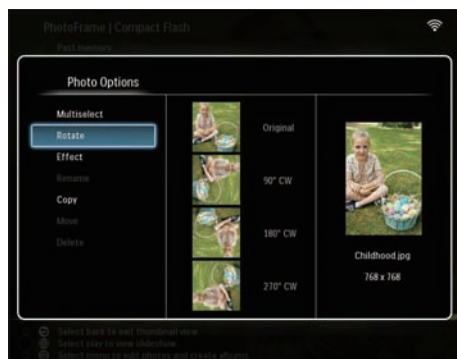 PhotoFrame | Compact Flash
Past memory
Photo Options
Multiselect
Rotate
Effect
Rename
Copy
Move
Delete
Original
90° CW
180° CW
270° CW
Childhood.jpg
768 x 768
Select back to exit thumbnail view
Select play to view slideshow
Select menu to edit photos and create albums